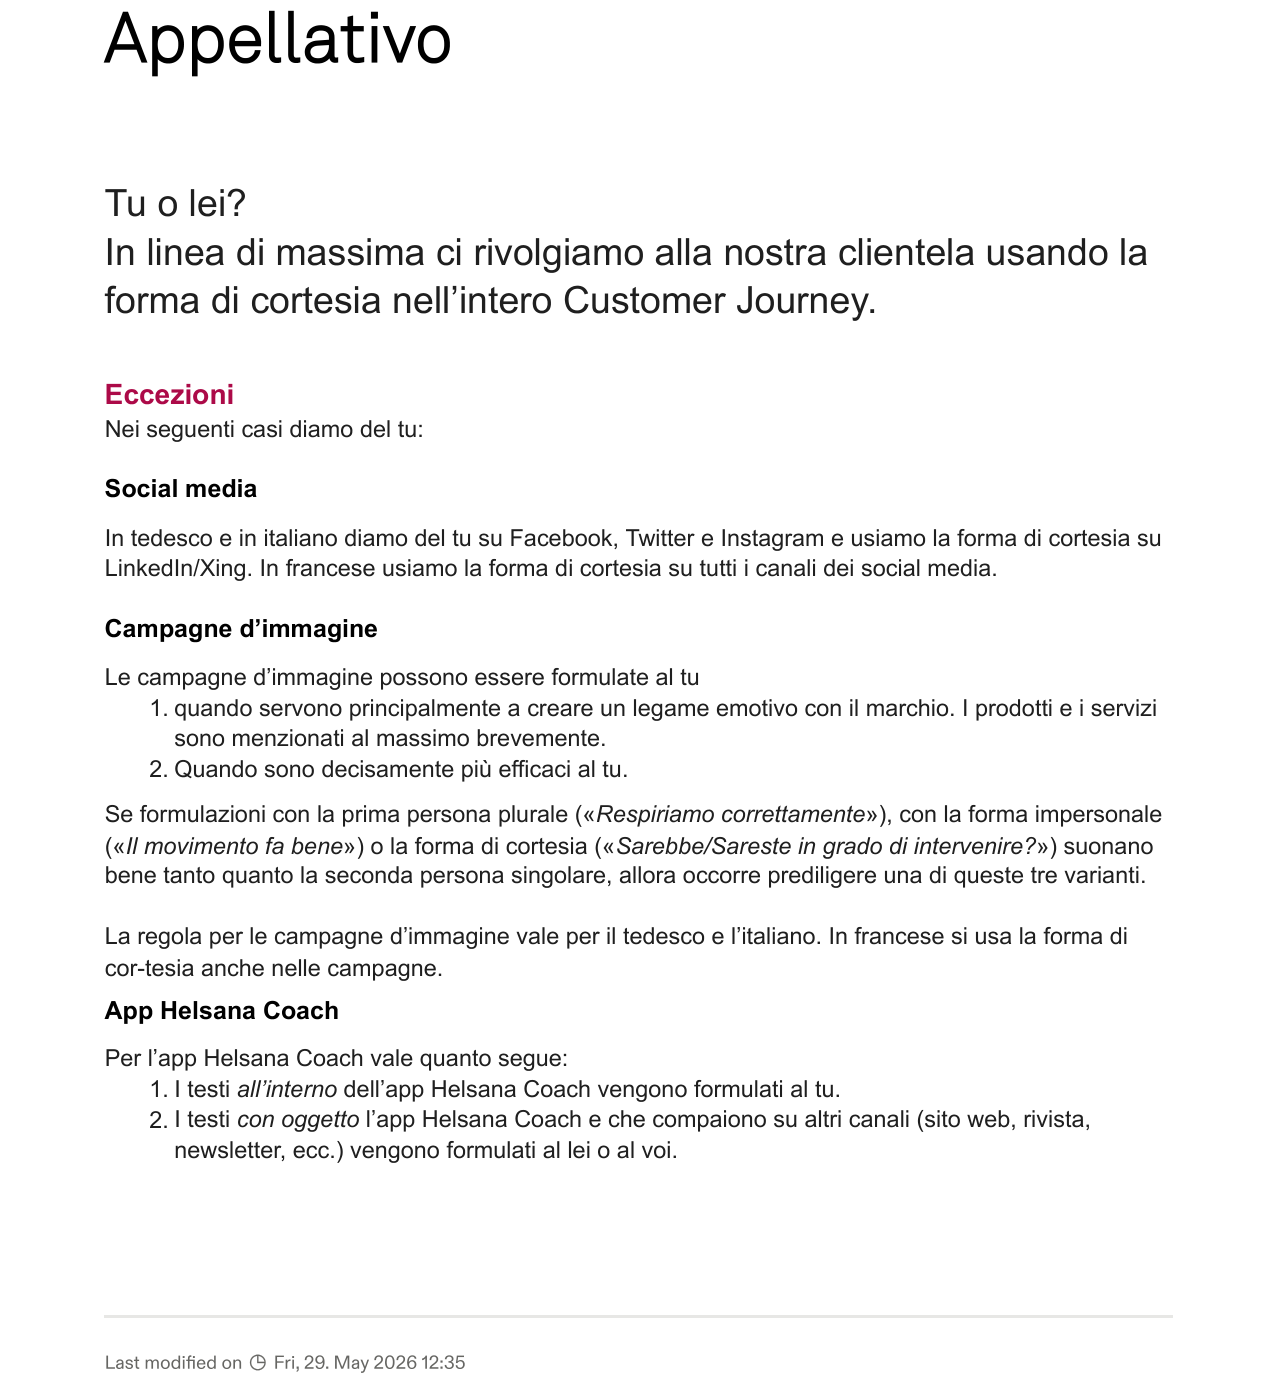 Appellativo
Tu o lei?
In linea di massima ci rivolgiamo alla nostra clientela usando la
forma di cortesia nell’intero Customer Journey.
Eccezioni
Nei seguenti casi diamo del tu:
Social media
In tedesco e in italiano diamo del tu su Facebook, Twitter e Instagram e usiamo la forma di cortesia su
LinkedIn/Xing. In francese usiamo la forma di cortesia su tutti i canali dei social media.
Campagne d’immagine
Le campagne d’immagine possono essere formulate al tu
1. quando servono principalmente a creare un legame emotivo con il marchio. I prodotti e i servizi
sono menzionati al massimo brevemente.
2. Quando sono decisamente più efficaci al tu.
Se formulazioni con la prima persona plurale («Respiriamo correttamente»), con la forma impersonale
(«Il movimento fa bene») o la forma di cortesia («Sarebbe/Sareste in grado di intervenire?») suonano
bene tanto quanto la seconda persona singolare, allora occorre prediligere una di queste tre varianti.
La regola per le campagne d’immagine vale per il tedesco e l’italiano. In francese si usa la forma di
cor-tesia anche nelle campagne.
App Helsana Coach
Per l’app Helsana Coach vale quanto segue:
1. I testi all’interno dell’app Helsana Coach vengono formulati al tu.
2. I testi con oggetto l’app Helsana Coach e che compaiono su altri canali (sito web, rivista,
newsletter, ecc.) vengono formulati al lei o al voi.
Last modified on Fri, 29. May 2026 12:35